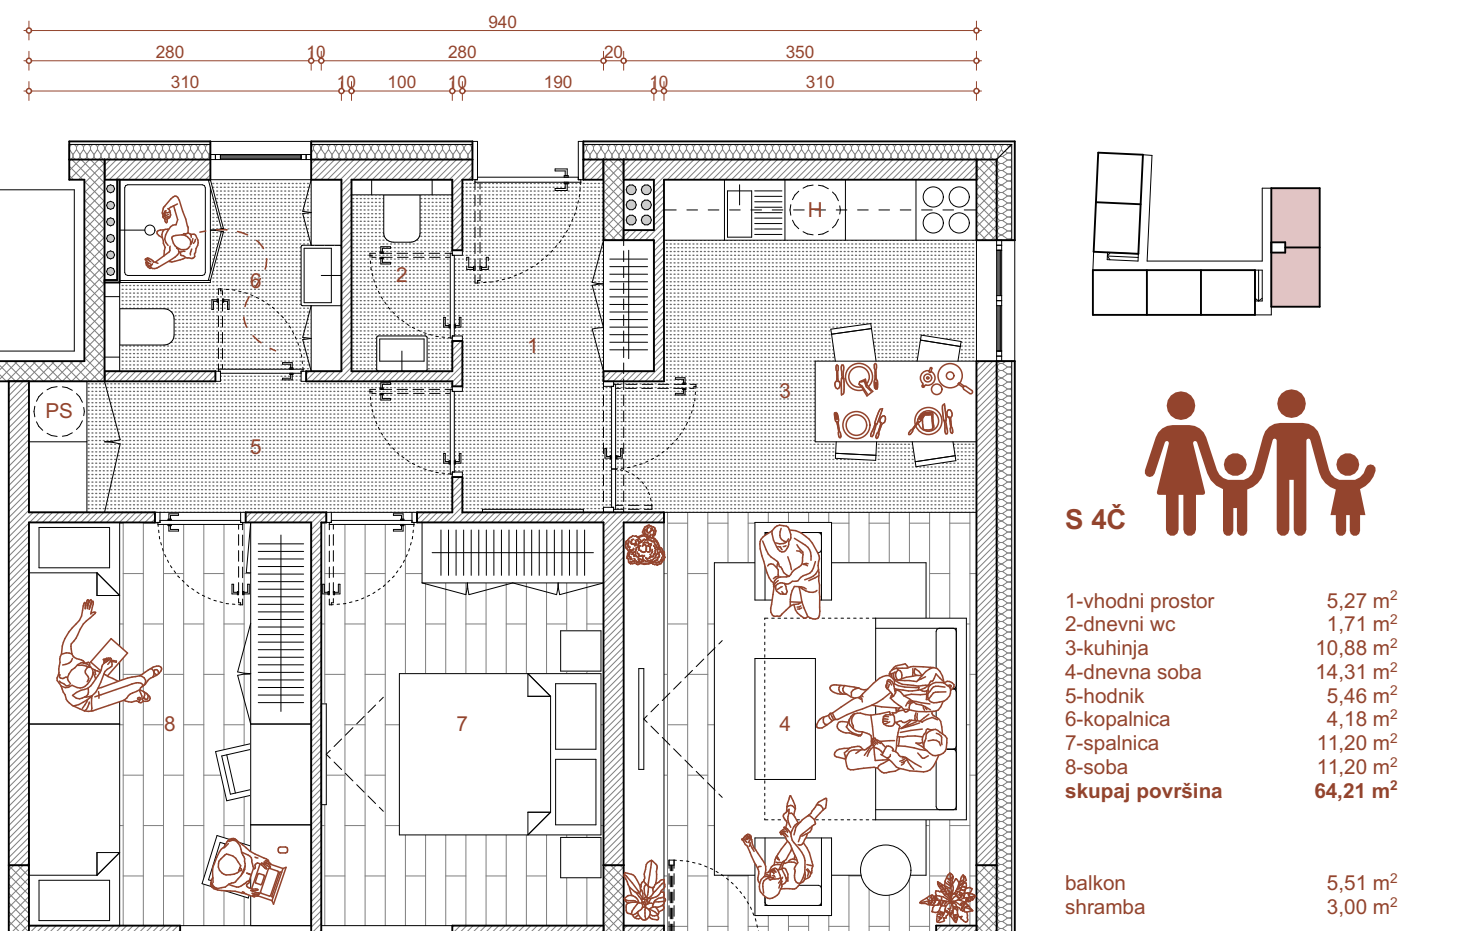 940
280 10 280 20 350
310 10 100 10 190 10 310
H
6
2
1
3
PS
5
8
7
4
S 4Č
1-vhodni prostor 5,27 m²
2-dnevni wc 1,71 m²
3-kuhinja 10,88 m²
4-dnevna soba 14,31 m²
5-hodnik 5,46 m²
6-kopalnica 4,18 m²
7-spalnica 11,20 m²
8-soba 11,20 m²
skupaj površina 64,21 m²
balkon 5,51 m²
shramba 3,00 m²